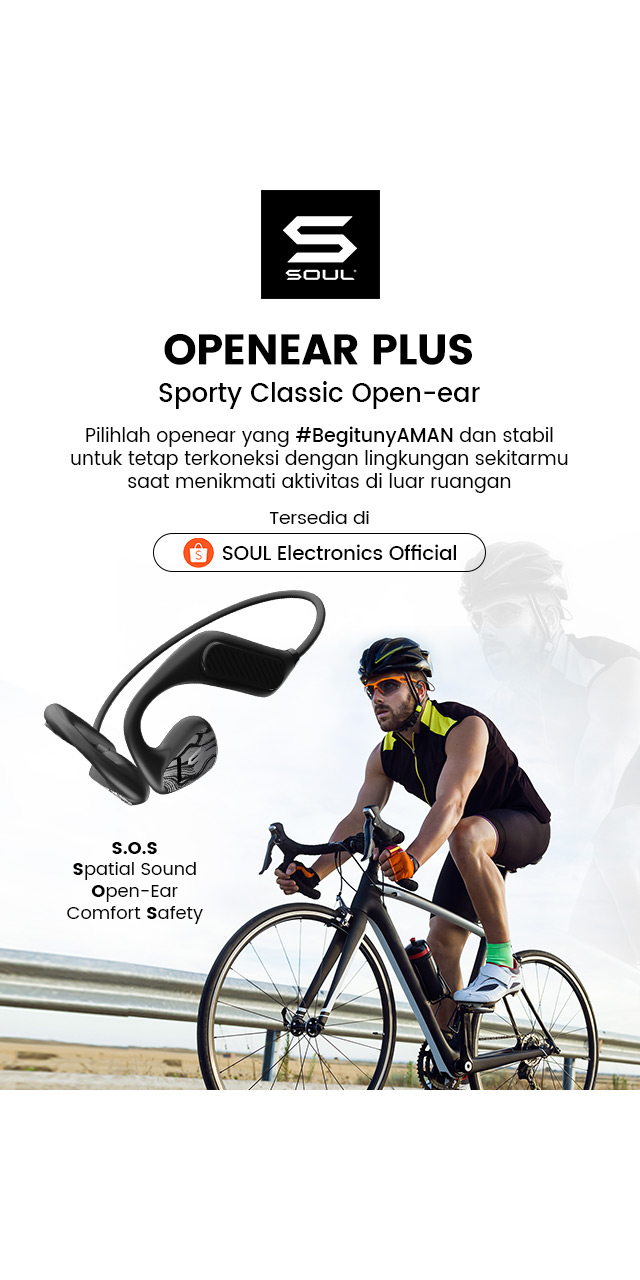 SOUL
OPENEAR PLUS
Sporty Classic Open-ear
Pilihlah openear yang #BegitunyAMAN dan stabil
untuk tetap terkoneksi dengan lingkungan sekitarmu
saat menikmati aktivitas di luar ruangan
Tersedia di
SOUL Electronics Official
S.O.S
Spatial Sound
Open-Ear
Comfort Safety